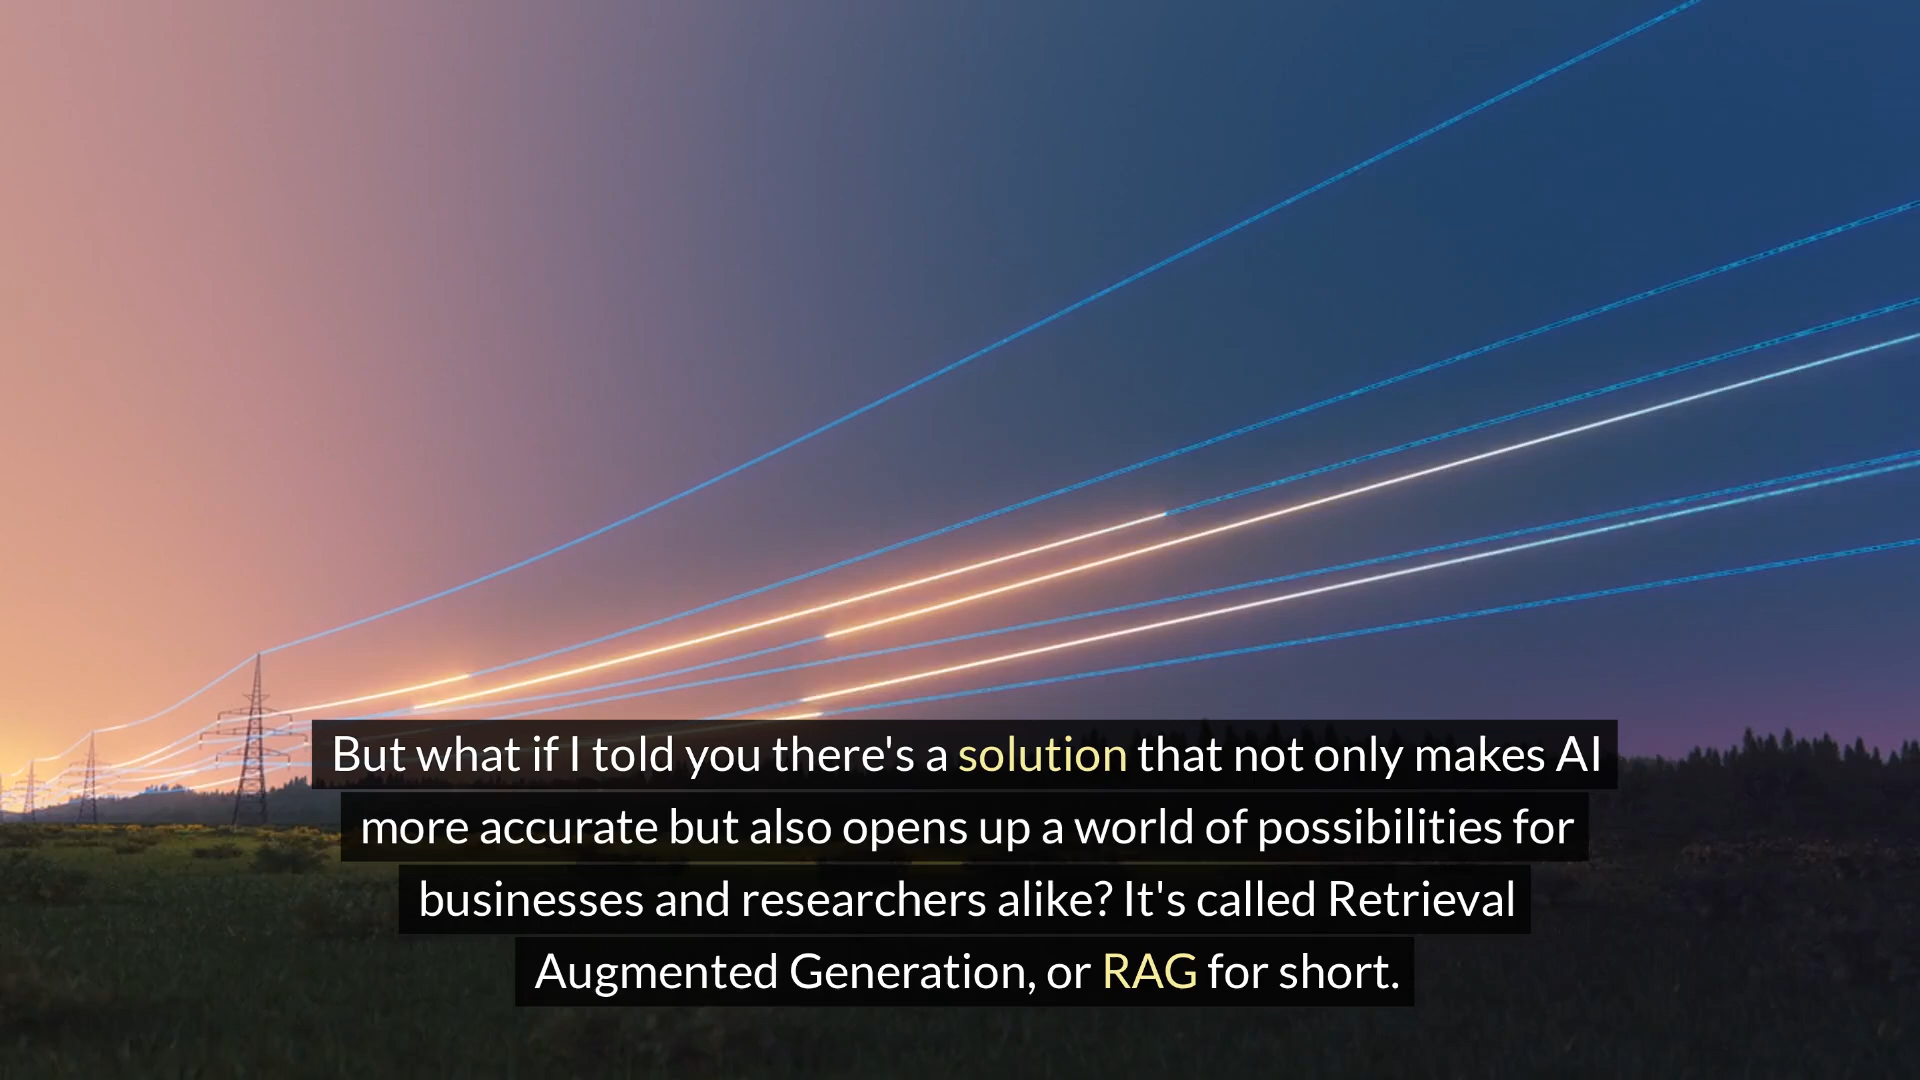 But what if I told you there's a solution that not only makes AI
more accurate but also opens up a world of possibilities for
businesses and researchers alike? It's called Retrieval
Augmented Generation, or RAG for short.